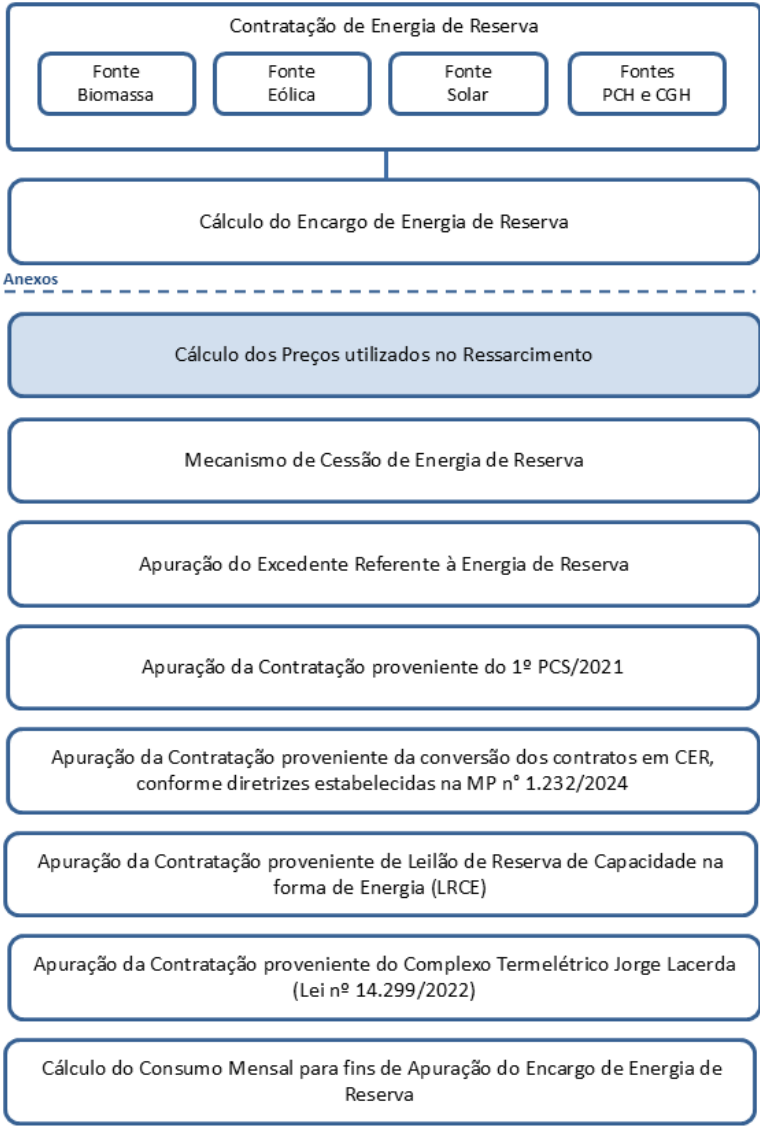 Contratação de Energia de Reserva
Fonte
Biomassa
Fonte
Eólica
Fonte
Solar
Fontes
PCH e CGH
Cálculo do Encargo de Energia de Reserva
Anexos
Cálculo dos Preços utilizados no Ressarcimento
Mecanismo de Cessão de Energia de Reserva
Apuração do Excedente Referente à Energia de Reserva
Apuração da Contratação proveniente do 1º PCS/2021
Apuração da Contratação proveniente da conversão dos contratos em CER,
conforme diretrizes estabelecidas na MP n° 1.232/2024
Apuração da Contratação proveniente de Leilão de Reserva de Capacidade na
forma de Energia (LRCE)
Apuração da Contratação proveniente do Complexo Termelétrico Jorge Lacerda
(Lei nº 14.299/2022)
Cálculo do Consumo Mensal para fins de Apuração do Encargo de Energia de
Reserva